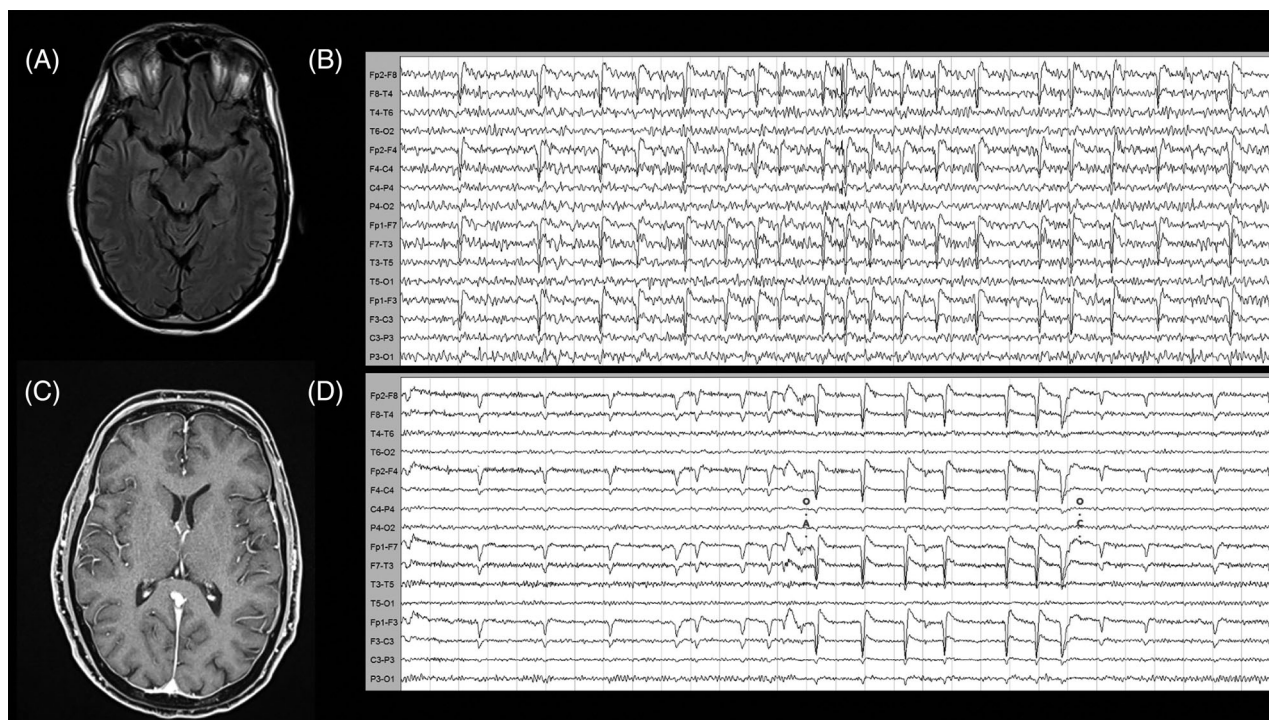 (A)
(B)
Fp2-F8
F8-T4
T4-T6
T6-O2
Fp2-F4
F4-C4
C4-P4
P4-O2
Fp1-F7
F7-T3
T3-T5
T5-O1
Fp1-F3
F3-C3
C3-P3
P3-O1
(C)
(D)
Fp2-F8
F8-T4
T4-T6
T6-O2
Fp2-F4
F4-C4
C4-P4
P4-O2
Fp1-F7
F7-T3
T3-T5
T5-O1
Fp1-F3
F3-C3
C3-P3
P3-O1
O
A
O
C